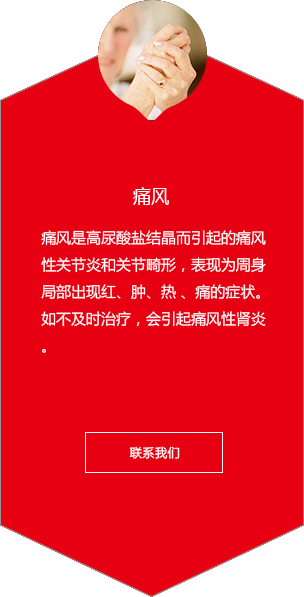 痛风
痛风是高尿酸盐结晶而引起的痛风
性关节炎和关节畸形，表现为周身
局部出现红、肿、热 、痛的症状。
如不及时治疗，会引起痛风性肾炎
。
联系我们